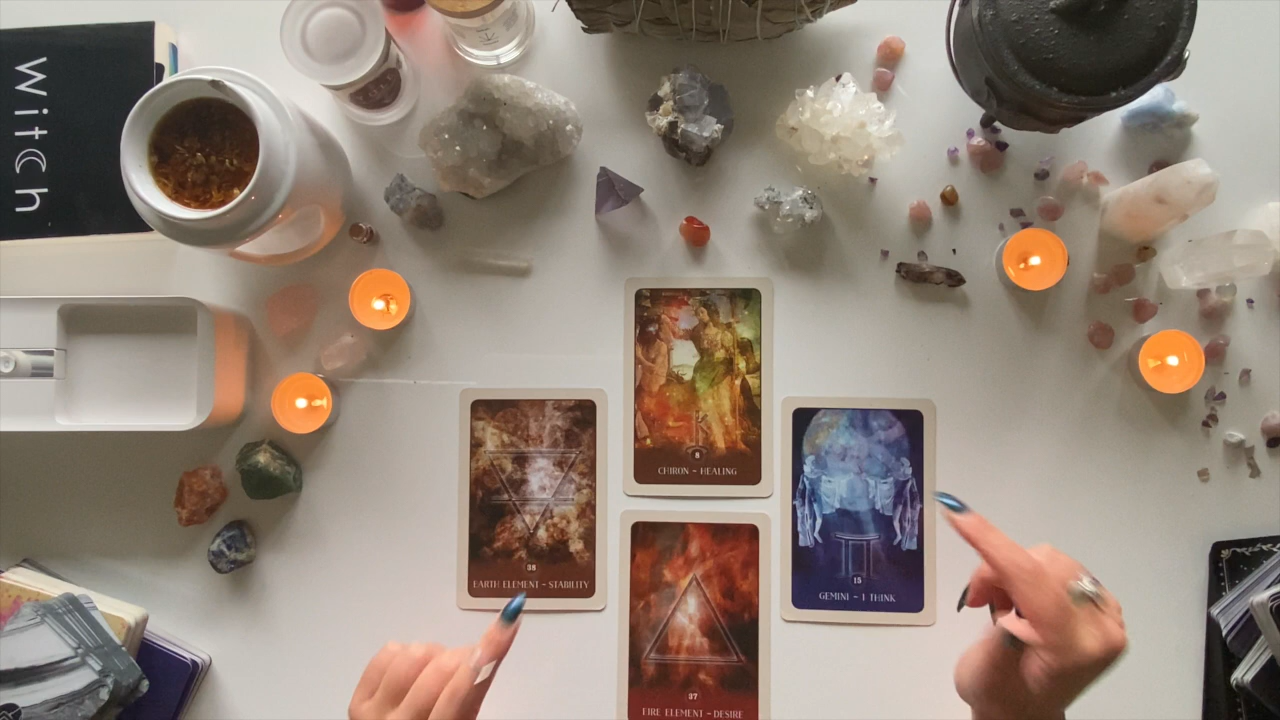 Witch
8
CHIRON ~ HEALING
38
EARTH ELEMENT ~ STABILITY
15
GEMINI ~ I THINK
37
FIRE ELEMENT ~ DESIRE